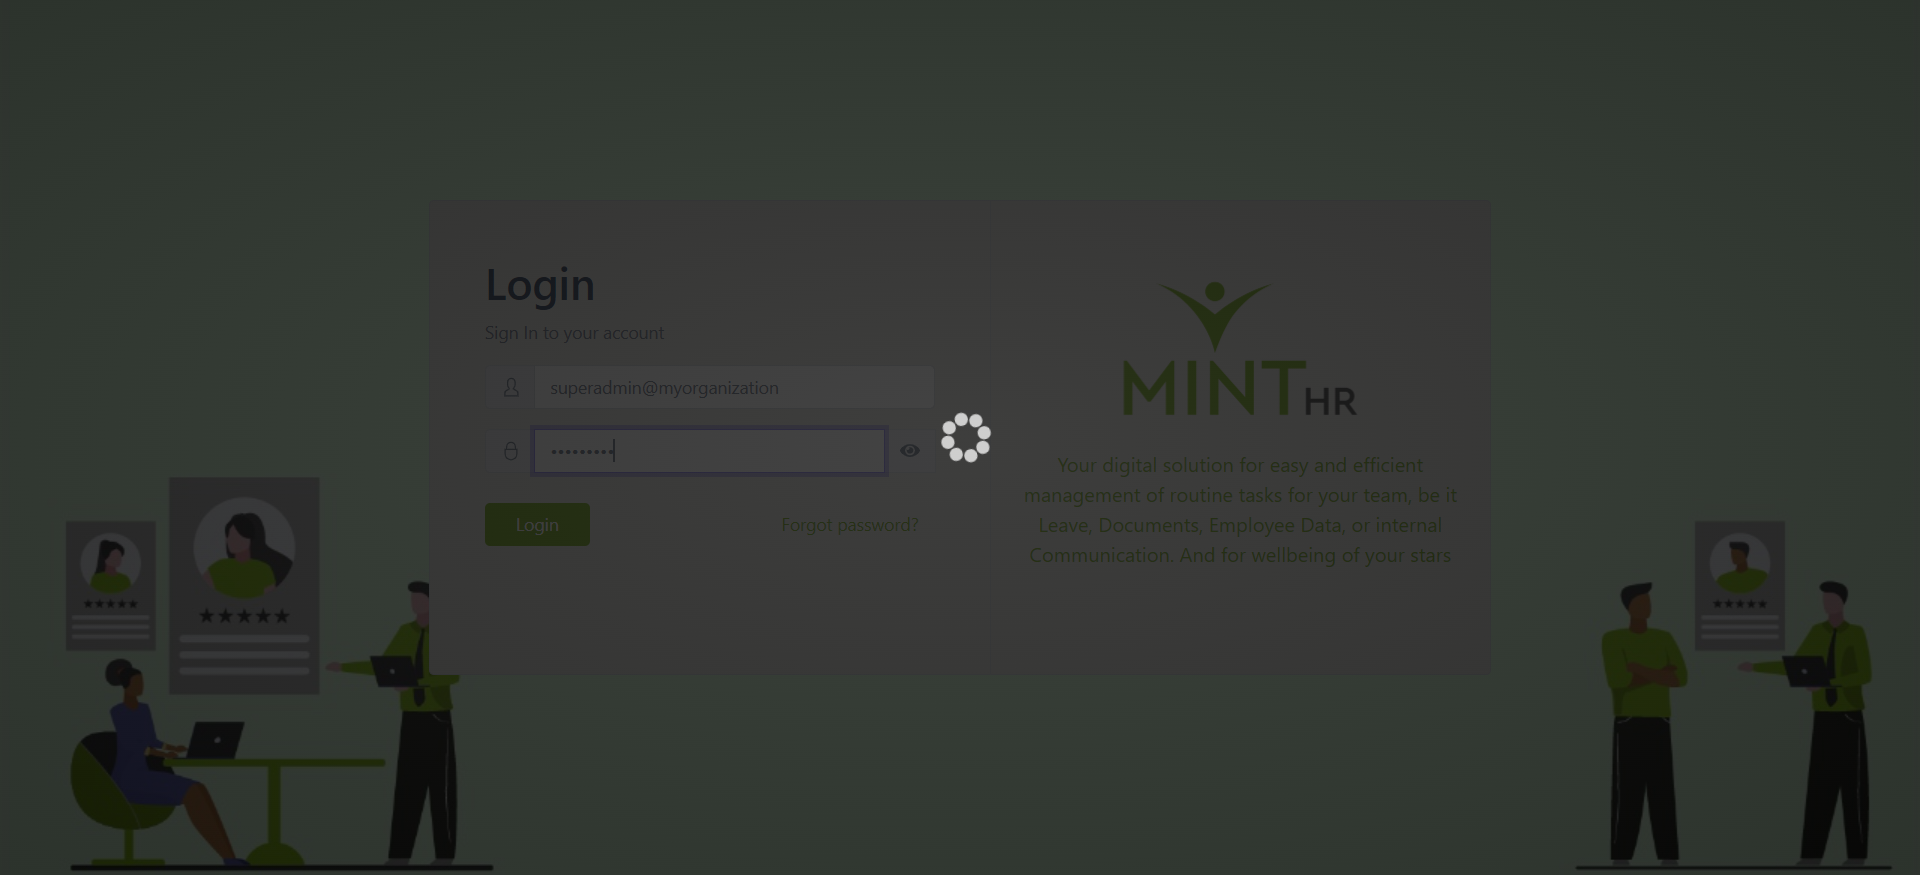 Login
Sign In to your account
superadmin@myorganization
•••••••••
Login
Forgot password?
MINT HR
Your digital solution for easy and efficient
management of routine tasks for your team, be it
Leave, Documents, Employee Data, or internal
Communication. And for wellbeing of your stars